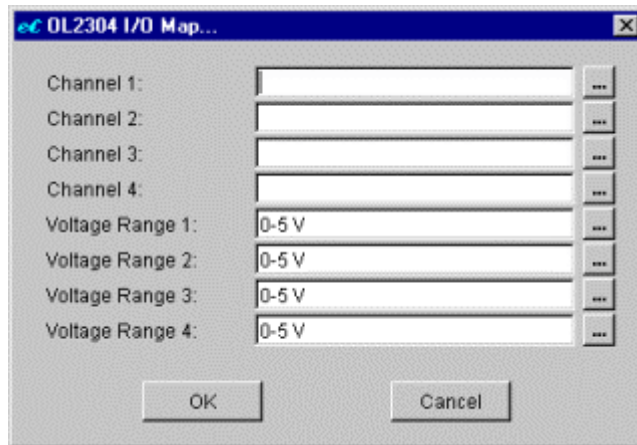 eC OL2304 I/O Map...
Channel 1: ...
Channel 2: ...
Channel 3: ...
Channel 4: ...
Voltage Range 1: 0-5 V ...
Voltage Range 2: 0-5 V ...
Voltage Range 3: 0-5 V ...
Voltage Range 4: 0-5 V ...
OK Cancel